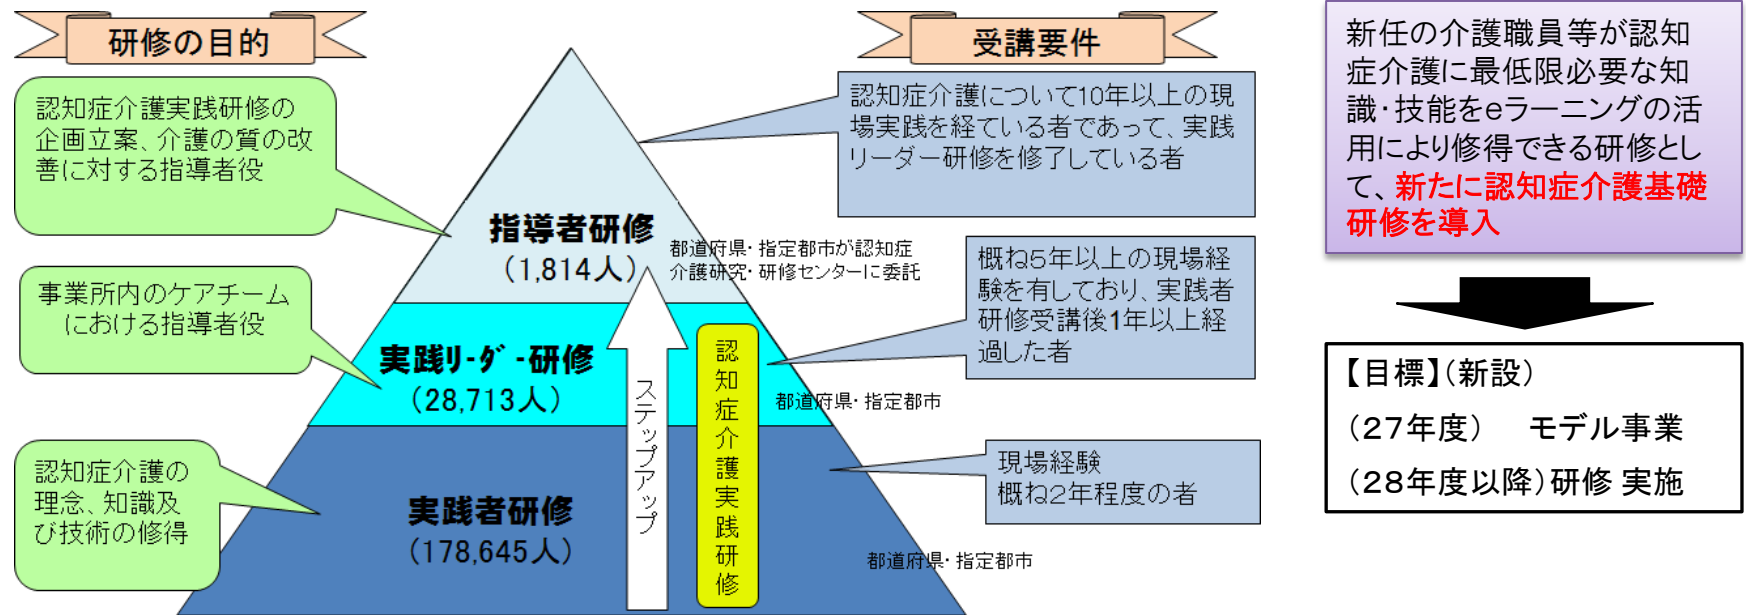 研修の目的
認知症介護実践研修の
企画立案、介護の質の改
善に対する指導者役
事業所内のケアチーム
における指導者役
認知症介護の
理念、知識及
び技術の修得
指導者研修
(1,814人)
都道府県・指定都市が認知症
介護研究・研修センターに委託
実践ﾘｰﾀﾞｰ研修
(28,713人)
都道府県・指定都市
実践者研修
(178,645人)
都道府県・指定都市
ステップアップ
認知症介護実践研修
受講要件
認知症介護について10年以上の現
場実践を経ている者であって、実践
リーダー研修を修了している者
概ね5年以上の現場経
験を有しており、実践者
研修受講後1年以上経
過した者
現場経験
概ね2年程度の者
新任の介護職員等が認知
症介護に最低限必要な知
識・技能をeラーニングの活
用により修得できる研修とし
て、新たに認知症介護基礎
研修を導入
【目標】(新設)
(27年度)　モデル事業
(28年度以降)研修 実施